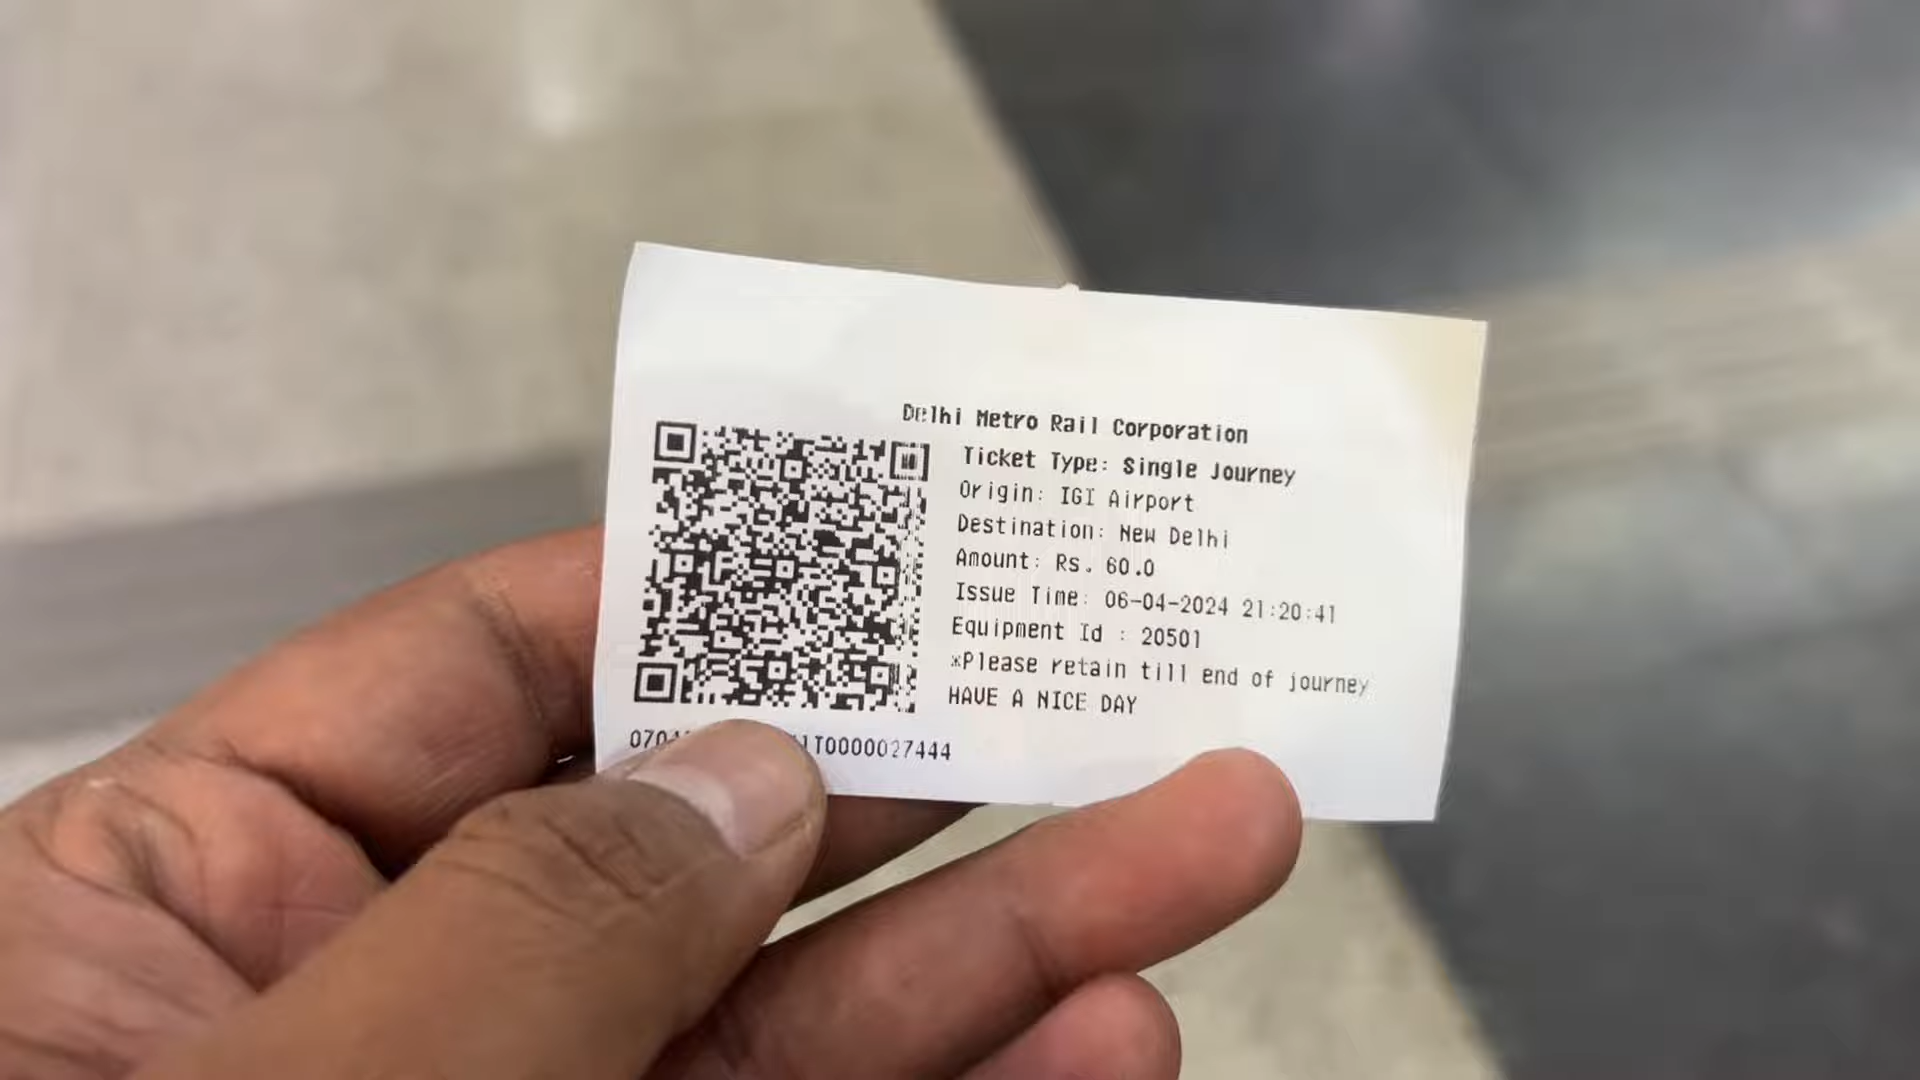 Delhi Metro Rail Corporation
Ticket Type: Single Journey
Origin: IGI Airport
Destination: New Delhi
Amount: Rs. 60.0
Issue Time: 06-04-2024 21:20:41
Equipment Id : 20501
*Please retain till end of journey
HAVE A NICE DAY